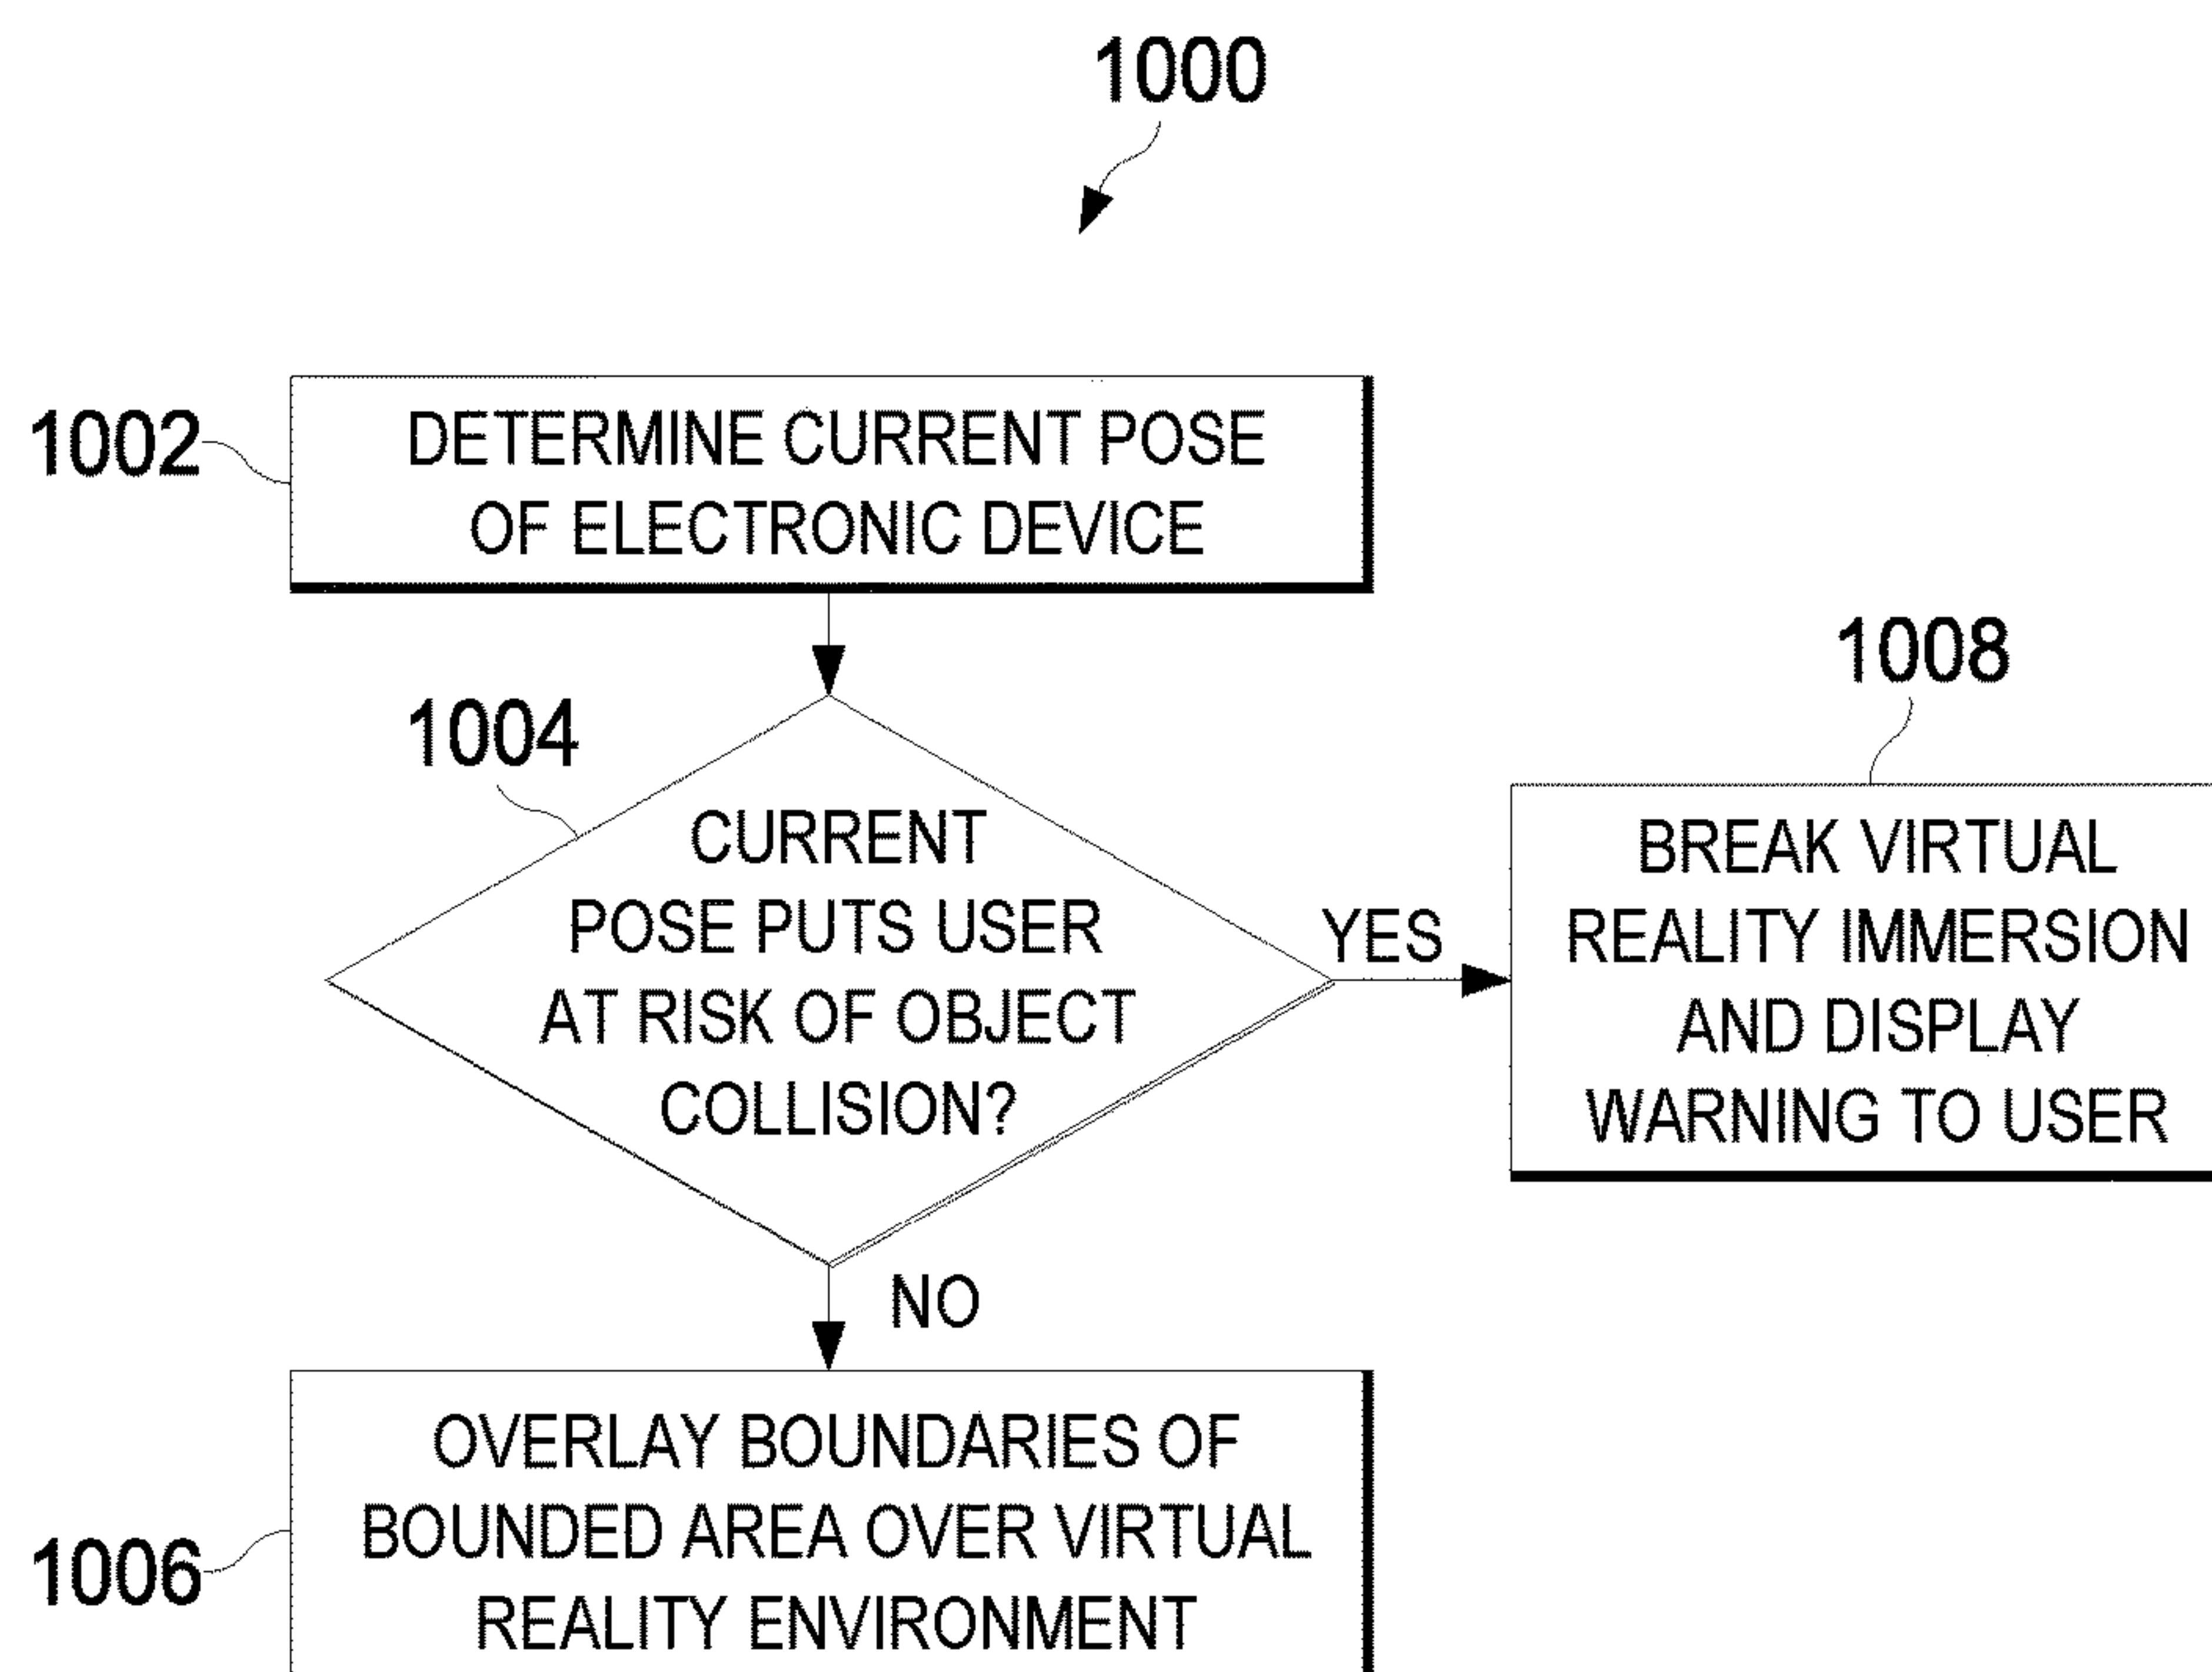 1000
1002
DETERMINE CURRENT POSE
OF ELECTRONIC DEVICE
1004
CURRENT
POSE PUTS USER
AT RISK OF OBJECT
COLLISION?
YES
1008
BREAK VIRTUAL
REALITY IMMERSION
AND DISPLAY
WARNING TO USER
NO
1006
OVERLAY BOUNDARIES OF
BOUNDED AREA OVER VIRTUAL
REALITY ENVIRONMENT